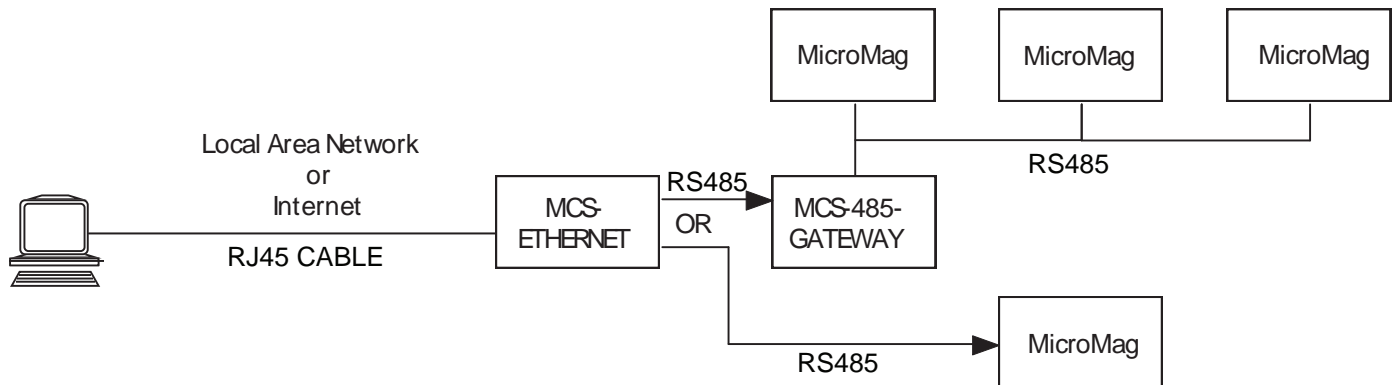 MicroMag
MicroMag
MicroMag
Local Area Network
or
Internet
RJ45 CABLE
MCS-
ETHERNET
RS485
OR
MCS-485-
GATEWAY
RS485
RS485
MicroMag